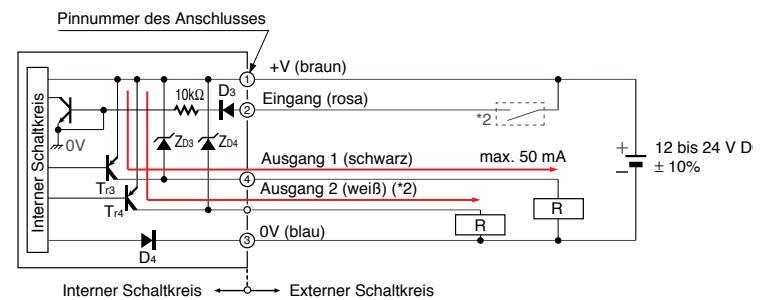 Pinnummer des Anschlusses
1
+V (braun)
10kΩ
D3
2
Eingang (rosa)
*2
Interner Schaltkreis
0V
ZD3
ZD4
12 bis 24 V D
± 10%
+
−
Ausgang 1 (schwarz)
max. 50 mA
Tr3
4
Ausgang 2 (weiß) (*2)
Tr4
R
R
3
0V (blau)
D4
Interner Schaltkreis
Externer Schaltkreis